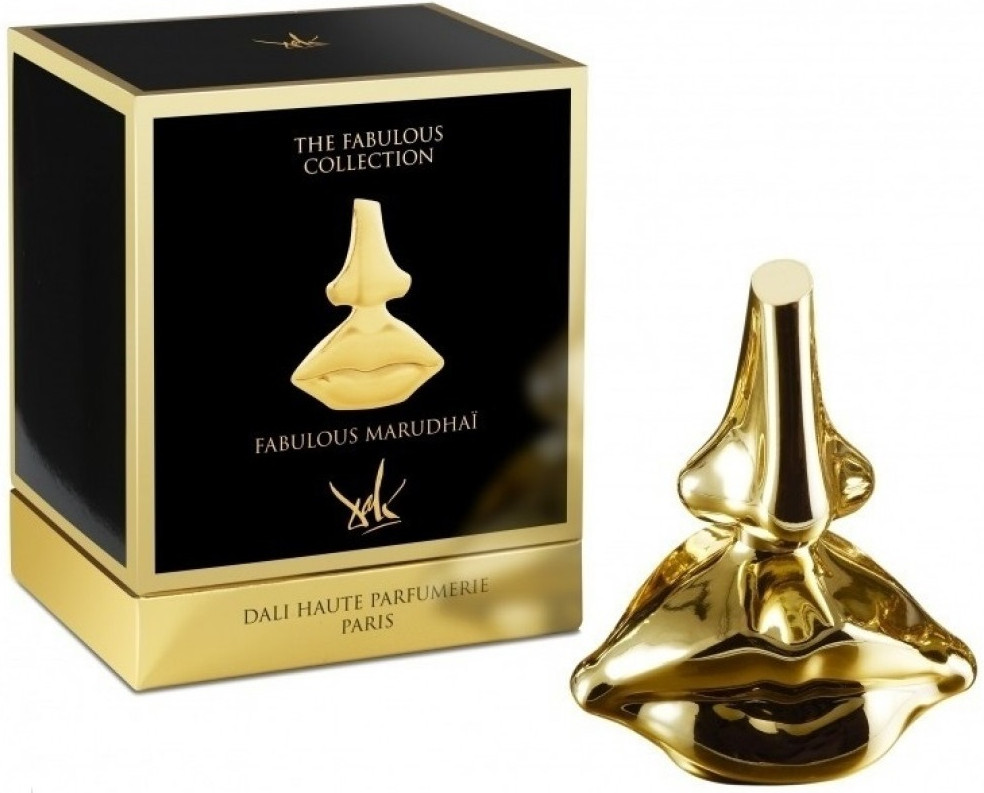 THE FABULOUS
COLLECTION
FABULOUS MARUDHAÏ
DALI HAUTE PARFUMERIE
PARIS